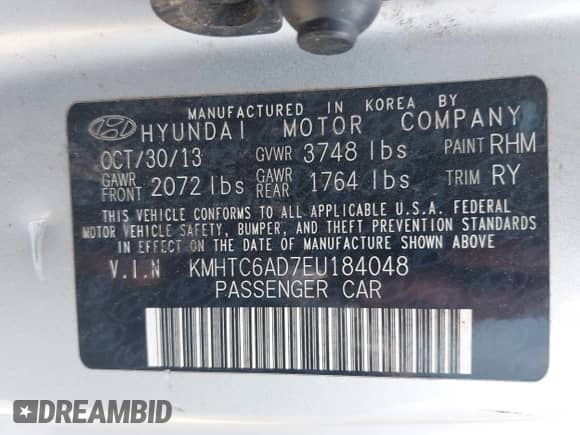 MANUFACTURED IN KOREA BY
HYUNDAI MOTOR COMPANY
OCT/30/13 GVWR 3748 lbs PAINT RHM
GAWR FRONT 2072 lbs GAWR REAR 1764 lbs TRIM RY
THIS VEHICLE CONFORMS TO ALL APPLICABLE U.S.A. FEDERAL
MOTOR VEHICLE SAFETY, BUMPER, AND THEFT PREVENTION STANDARDS
IN EFFECT ON THE DATE OF MANUFACTURE SHOWN ABOVE
V.I.N KMHTC6AD7EU184048
PASSENGER CAR
DREAMBID